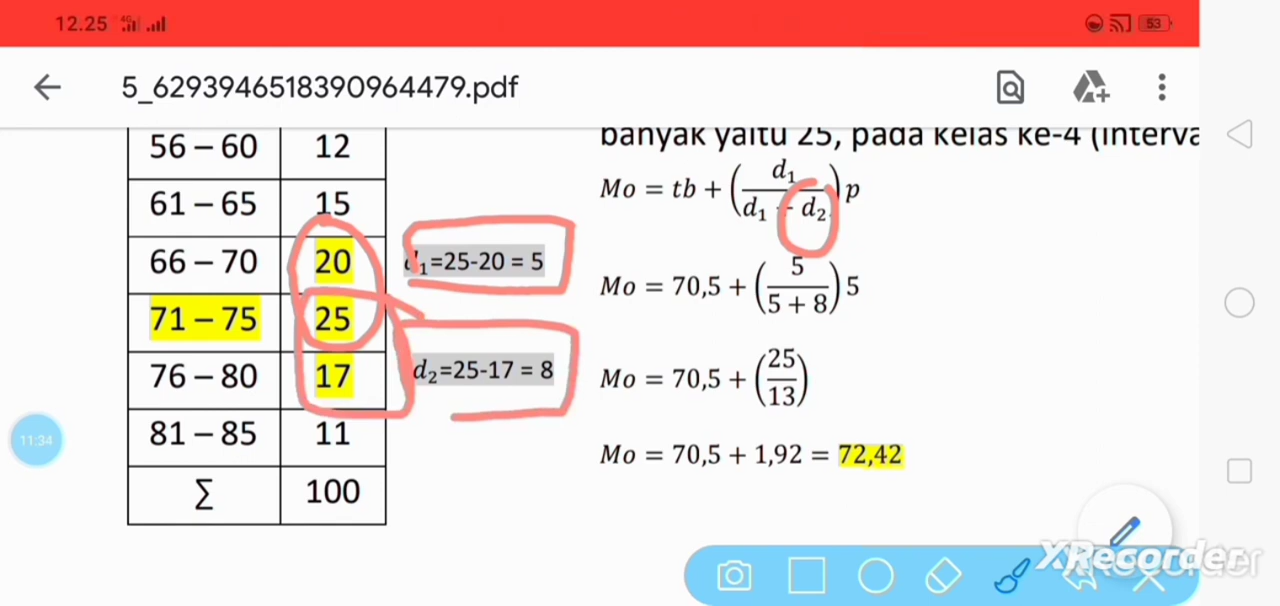 12.25 4G 53
5_6293946518390964479.pdf
banyak yaitu 25, pada kelas ke-4 (interva
56 – 60 12
61 – 65 15
66 – 70 20
71 – 75 25
76 – 80 17
81 – 85 11
∑ 100
d₁=25-20 = 5
d₂=25-17 = 8
Mo = tb + (d₁/(d₁ + d₂)) p
Mo = 70,5 + (5/(5 + 8)) 5
Mo = 70,5 + (25/13)
Mo = 70,5 + 1,92 = 72,42
11:34
XRecorder